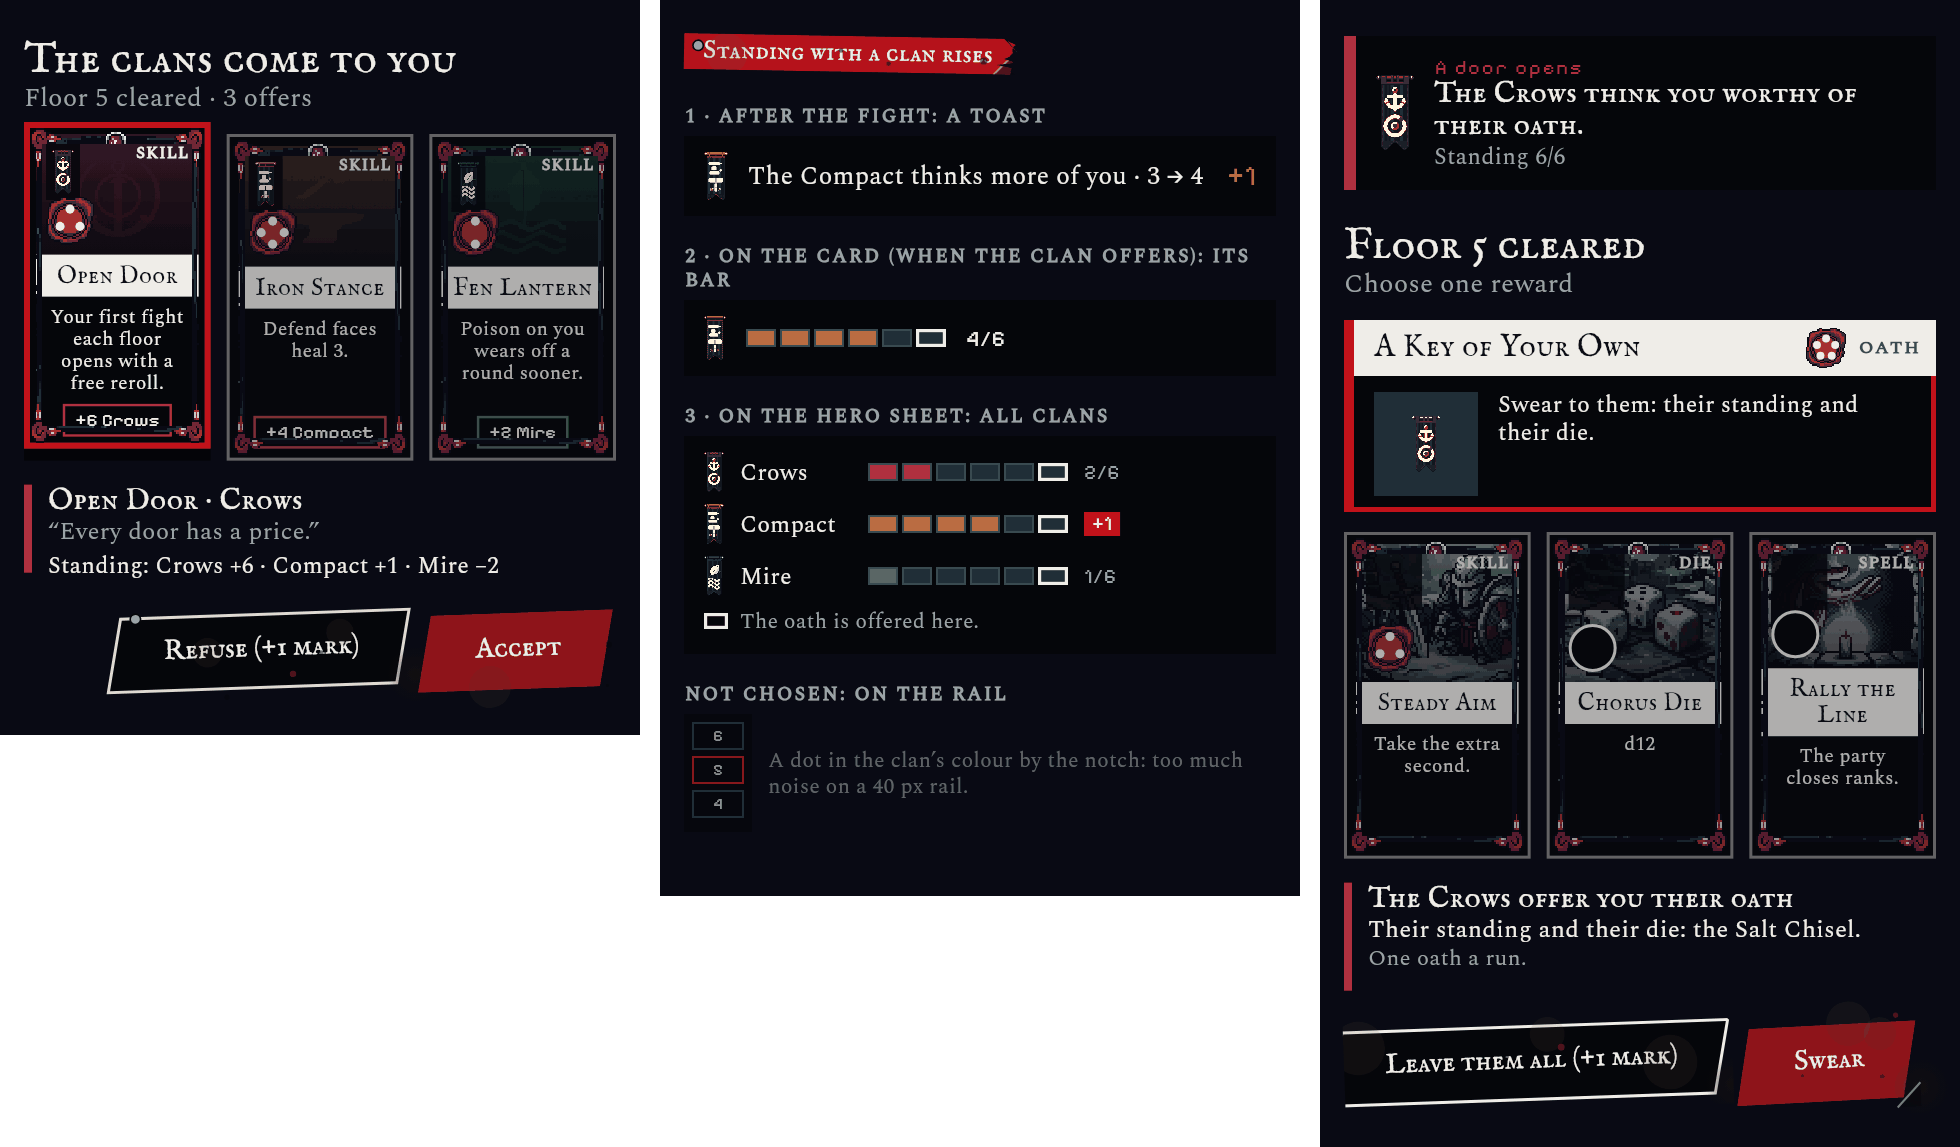 The clans come to you
Floor 5 cleared · 3 offers
SKILL
Open Door
Your first fight
each floor
opens with a
free reroll.
+6 Crows
SKILL
Iron Stance
Defend faces
heal 3.
+4 Compact
SKILL
Fen Lantern
Poison on you
wears off a
round sooner.
+2 Mire
Open Door · Crows
“Every door has a price.”
Standing: Crows +6 · Compact +1 · Mire −2
Refuse (+1 mark)
Accept
Standing with a clan rises
1 · AFTER THE FIGHT: A TOAST
The Compact thinks more of you · 3 → 4 +1
2 · ON THE CARD (WHEN THE CLAN OFFERS): ITS
BAR
4/6
3 · ON THE HERO SHEET: ALL CLANS
Crows 2/6
Compact +1
Mire 1/6
The oath is offered here.
NOT CHOSEN: ON THE RAIL
6
5
4
A dot in the clan’s colour by the notch: too much
noise on a 40 px rail.
A door opens
The Crows think you worthy of
their oath.
Standing 6/6
Floor 5 cleared
Choose one reward
A Key of Your Own
OATH
Swear to them: their standing and
their die.
SKILL
Steady Aim
Take the extra
second.
DIE
Chorus Die
d12
SPELL
Rally the
Line
The party
closes ranks.
The Crows offer you their oath
Their standing and their die: the Salt Chisel.
One oath a run.
Leave them all (+1 mark)
Swear